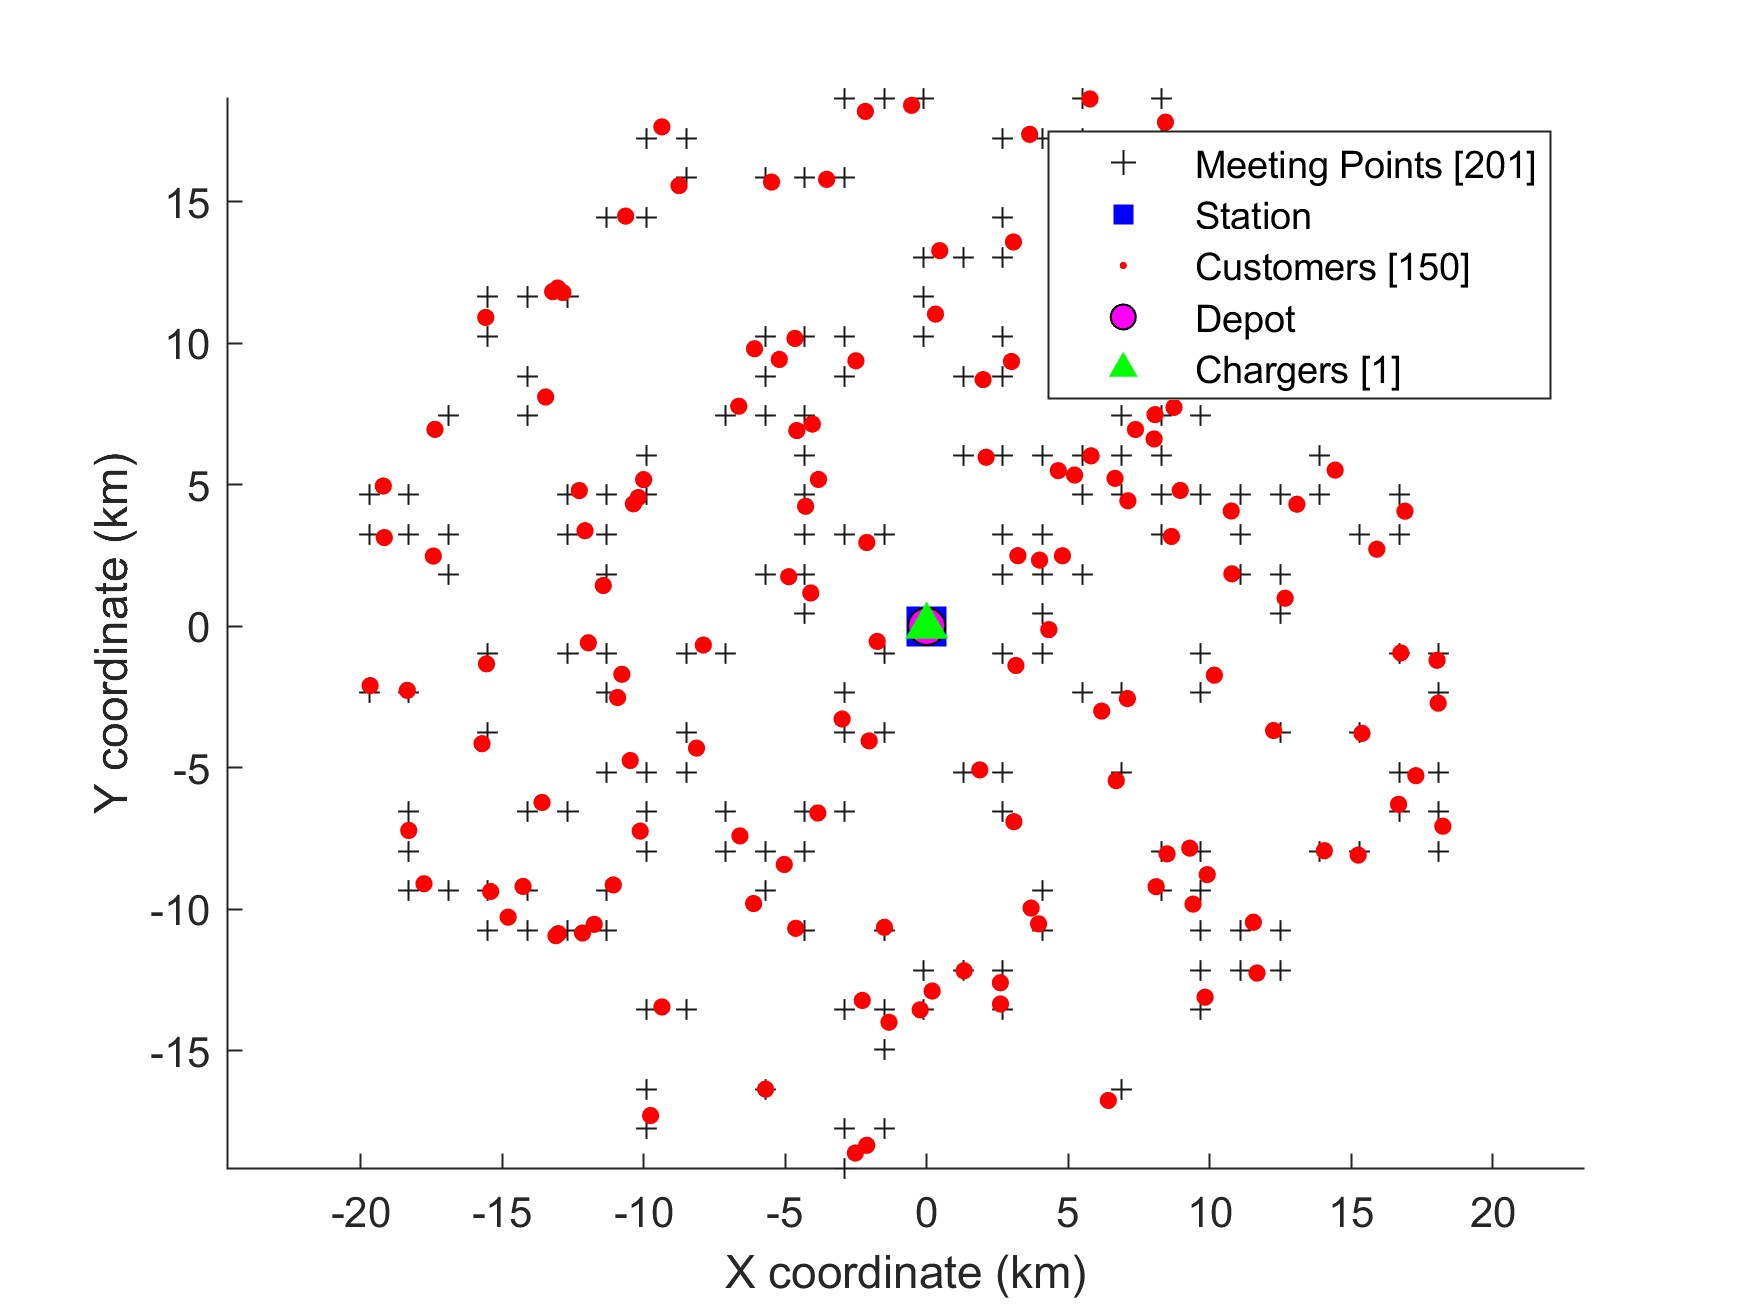 Meeting Points [201]
Station
Customers [150]
Depot
Chargers [1]
15
10
5
0
-5
-10
-15
Y coordinate (km)
-20 -15 -10 -5 0 5 10 15 20
X coordinate (km)